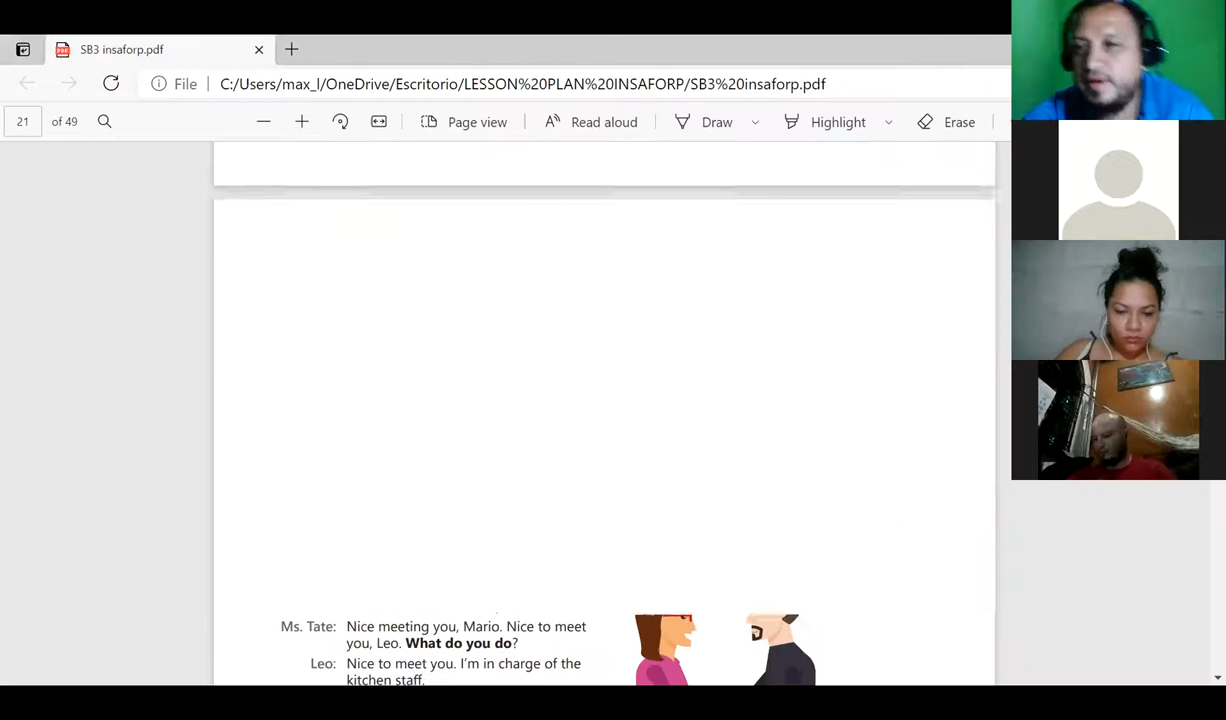 SB3 insaforp.pdf
File C:/Users/max_l/OneDrive/Escritorio/LESSON%20PLAN%20INSAFORP/SB3%20insaforp.pdf
21 of 49 Page view Read aloud Draw Highlight Erase
Ms. Tate: Nice meeting you, Mario. Nice to meet
you, Leo. What do you do?
Leo: Nice to meet you. I'm in charge of the
kitchen staff.